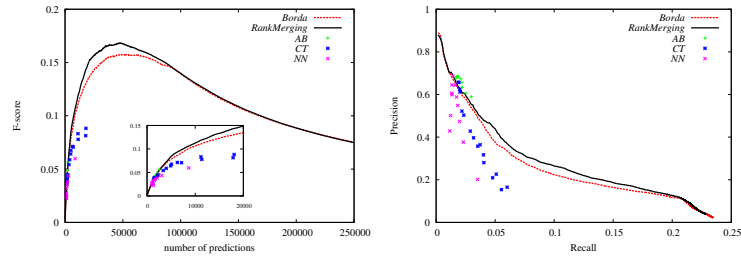 0.2
0.15
0.1
0.05
0
F-score
Borda
RankMerging
AB
CT
NN
0.15
0.1
0.05
0
0 10000 20000
0 50000 100000 150000 200000 250000
number of predictions
1
0.8
0.6
0.4
0.2
0
Precision
Borda
RankMerging
AB
CT
NN
0 0.05 0.1 0.15 0.2 0.25
Recall